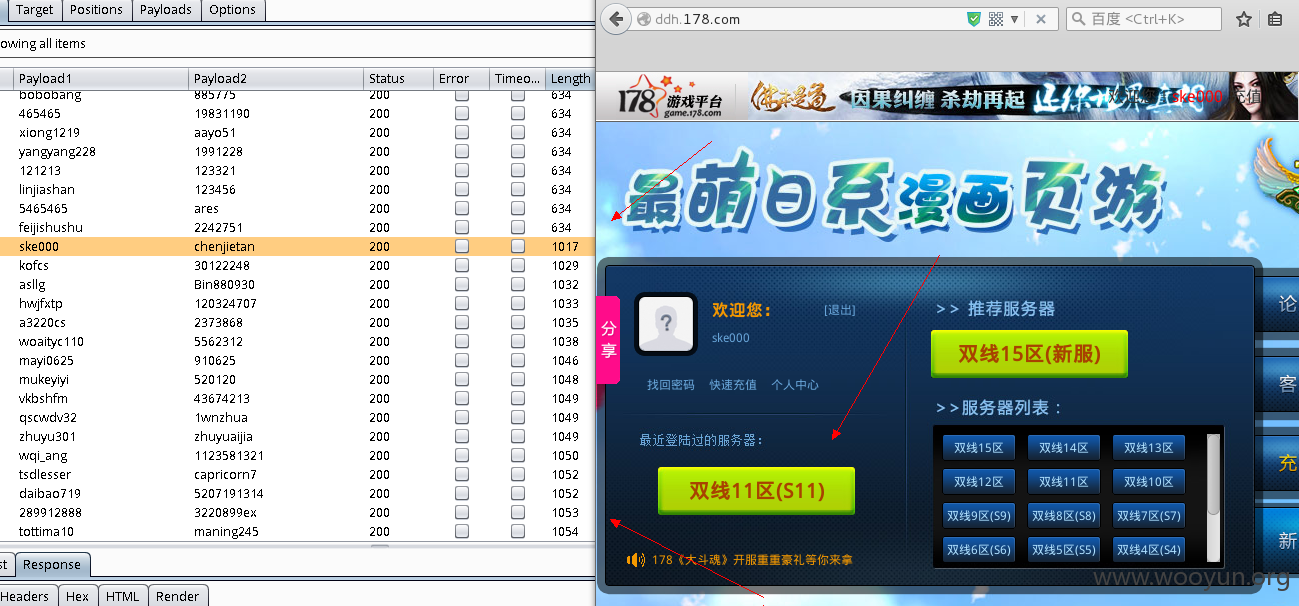 Target Positions Payloads Options
owing all items
Payload1 Payload2 Status Error Timeo... Length
bobobang 885775 200 634
465465 19831190 200 634
xiong1219 aayo51 200 634
yangyang228 1991228 200 634
121213 123321 200 634
linjiashan 123456 200 634
5465465 ares 200 634
feijishushu 2242751 200 634
ske000 chenjietan 200 1017
kofcs 30122248 200 1029
asllg Bin880930 200 1032
hwjfxtp 120324707 200 1033
a3220cs 2373868 200 1035
woaityc110 5562312 200 1038
mayi0625 910625 200 1046
mukeyiyi 520120 200 1048
vkbshfm 43674213 200 1049
qscwdv32 1wnzhua 200 1049
zhuyu301 zhuyuaijia 200 1049
wqi_ang 1123581321 200 1050
tsdlesser capricorn7 200 1052
daibao719 5207191314 200 1052
289912888 3220899ex 200 1053
tottima10 maning245 200 1054
st Response
Headers Hex HTML Render
ddh.178.com
百度 <Ctrl+K>
178 游戏平台
game.178.com
佛本是道
因果纠缠 杀劫再起
ske000
充值
最萌日系漫画页游
分享
欢迎您： [退出]
ske000
找回密码 快速充值 个人中心
最近登陆过的服务器：
双线11区(S11)
178《大斗魂》开服重重豪礼等你来拿
>> 推荐服务器
双线15区(新服)
>>服务器列表：
双线15区 双线14区 双线13区
双线12区 双线11区 双线10区
双线9区(S9) 双线8区(S8) 双线7区(S7)
双线6区(S6) 双线5区(S5) 双线4区(S4)
论
客
充
新
www.wooyun.org